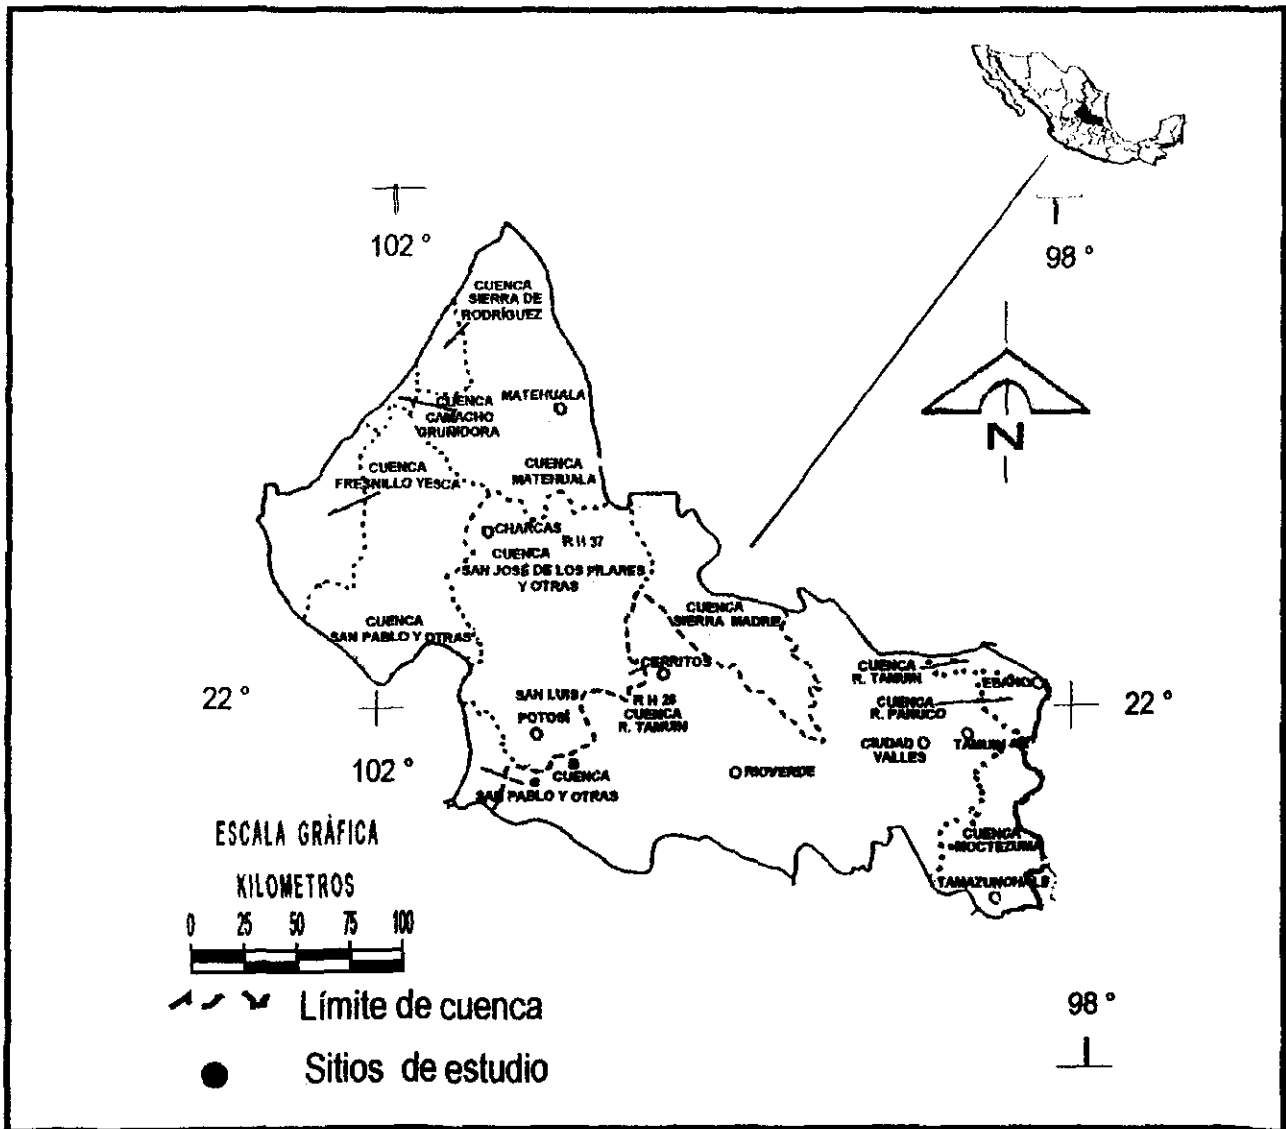 102 °
98 °
CUENCA
SIERRA DE
RODRÍGUEZ
N
MATEHUALA
CUENCA
CAMACHO
GRUÑIDORA
CUENCA
FRESNILLO YESCA
CUENCA
MATEHUALA
CHARCAS
R H 37
CUENCA
SAN JOSÉ DE LOS PILARES
Y OTRAS
CUENCA
SIERRA MADRE
CUENCA
SAN PABLO Y OTRAS
CERRITOS
CUENCA
R. TAMUIN
EBANO
22 °
SAN LUIS
POTOSÍ
R H 26
CUENCA
R. TAMUIN
CUENCA
R. PANUCO
22 °
CIUDAD
VALLES
TAMUIN
102 °
CUENCA
SAN PABLO Y OTRAS
RIOVERDE
CUENCA
MOCTEZUMA
TAMAZUNCHALE
ESCALA GRÁFICA
KILOMETROS
0 25 50 75 100
Límite de cuenca
98 °
Sitios de estudio